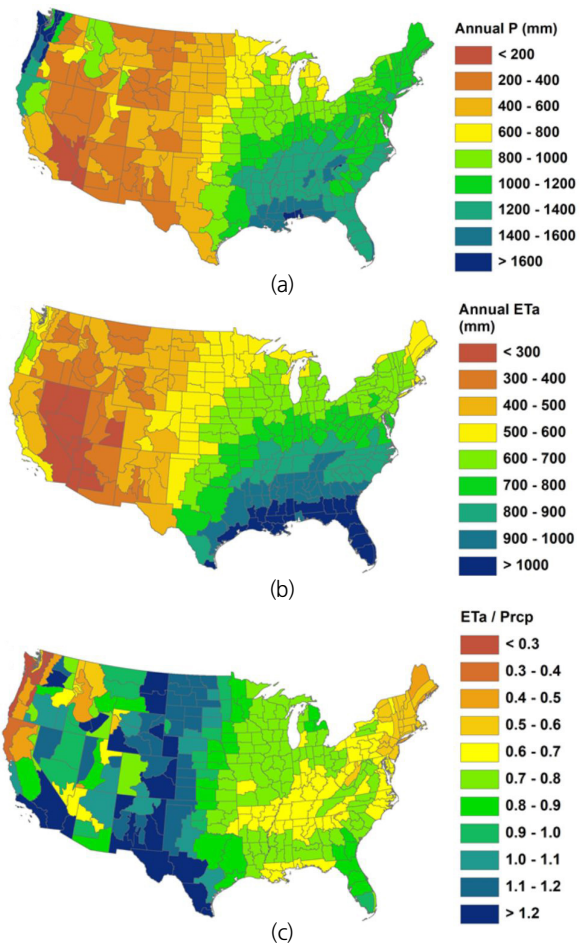 Annual P (mm)
< 200
200 - 400
400 - 600
600 - 800
800 - 1000
1000 - 1200
1200 - 1400
1400 - 1600
> 1600
(a)
Annual ETa
(mm)
< 300
300 - 400
400 - 500
500 - 600
600 - 700
700 - 800
800 - 900
900 - 1000
> 1000
(b)
ETa / Prcp
< 0.3
0.3 - 0.4
0.4 - 0.5
0.5 - 0.6
0.6 - 0.7
0.7 - 0.8
0.8 - 0.9
0.9 - 1.0
1.0 - 1.1
1.1 - 1.2
> 1.2
(c)